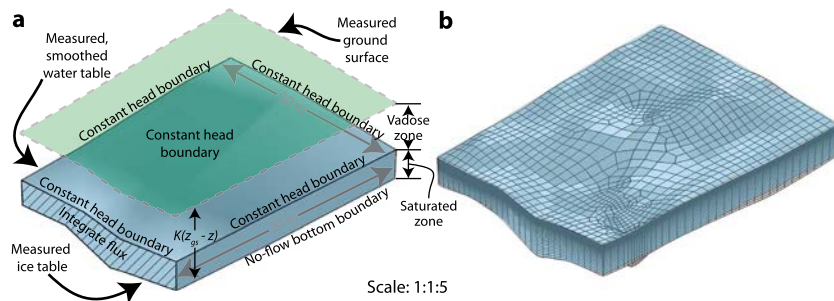 a
Measured,
smoothed
water table
Measured
ground
surface
Constant head boundary
Constant head boundary
Constant head
boundary
Vadose
zone
Saturated
zone
Constant head boundary
Integrate flux
Constant head boundary
No-flow bottom boundary
K(zgs - z)
Measured
ice table
Scale: 1:1:5
b